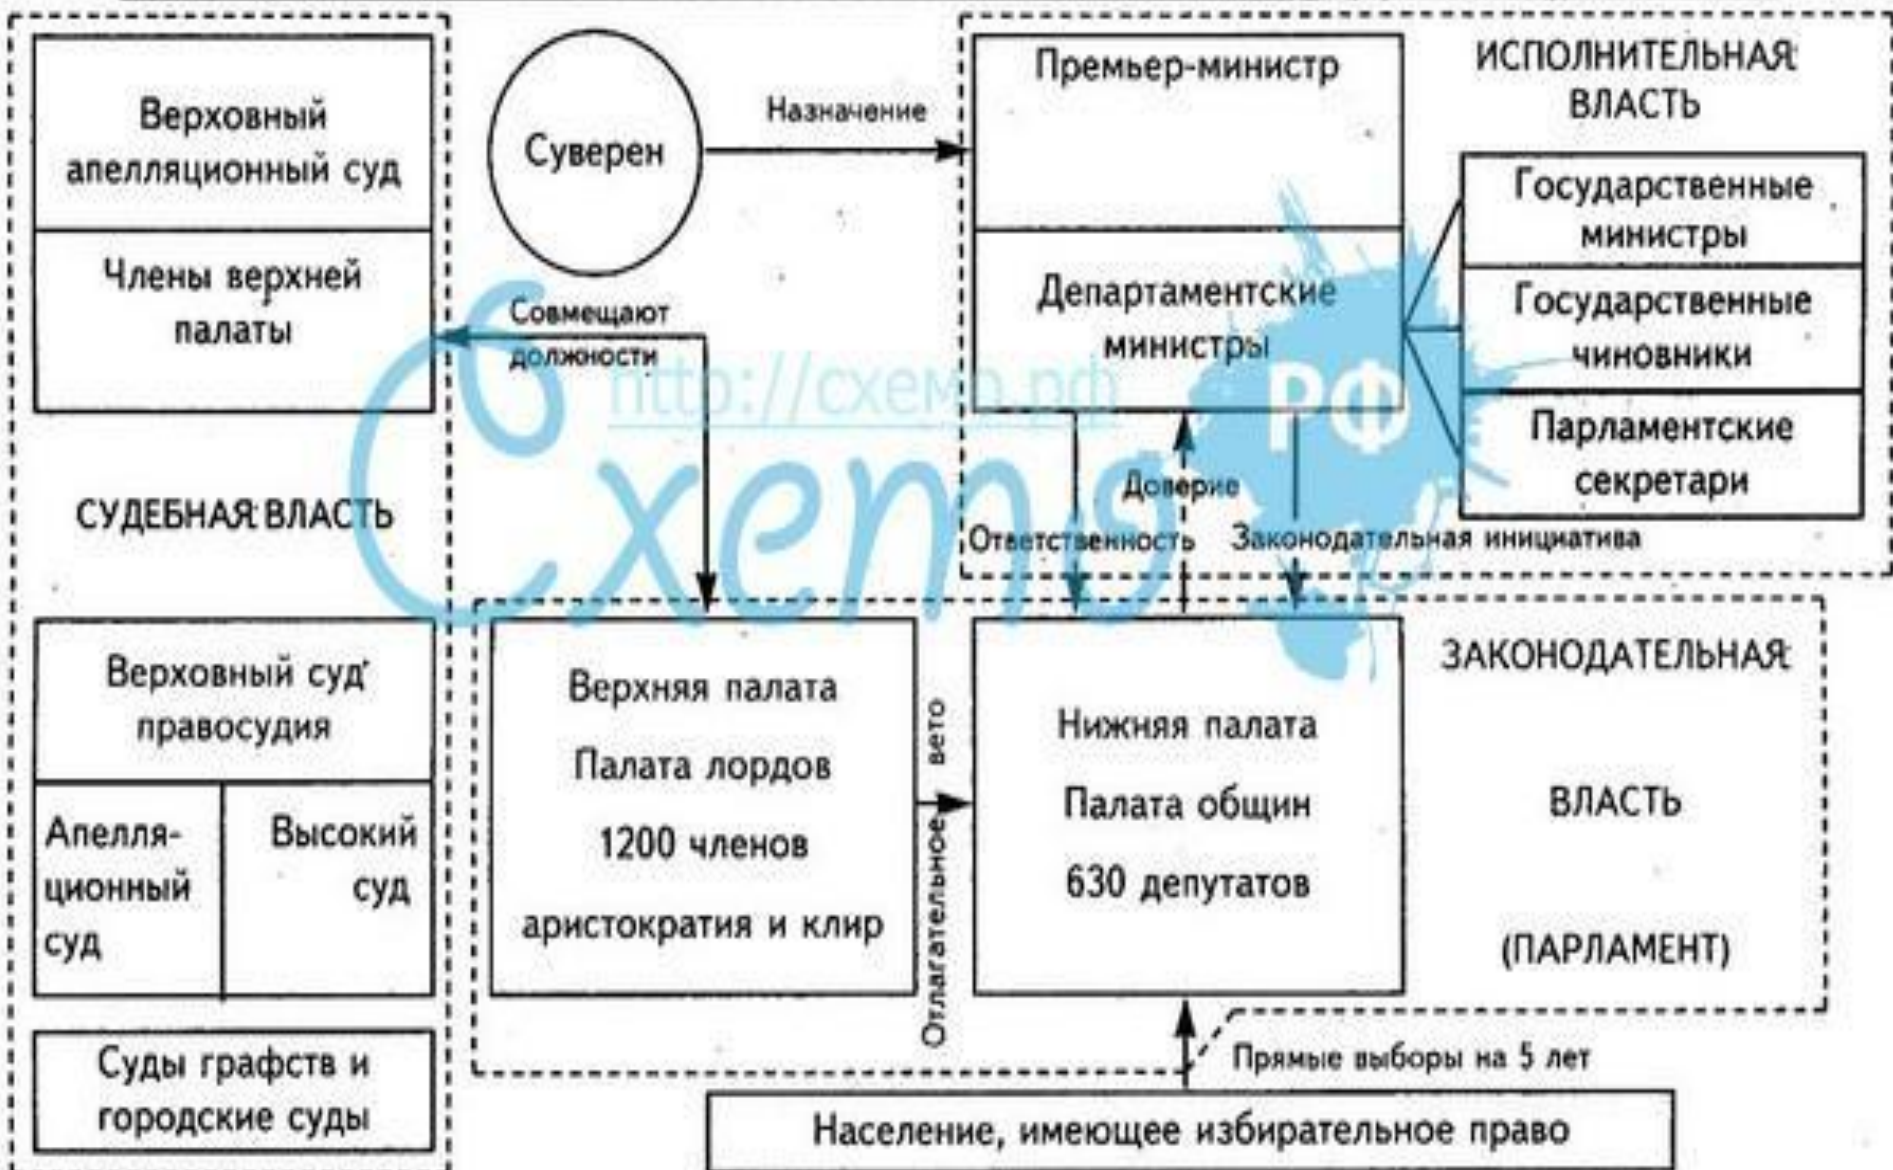 Верховный
апелляционный суд
Члены верхней
палаты
СУДЕБНАЯ ВЛАСТЬ
Верховный суд
правосудия
Апелля-
ционный
суд
Высокий
суд
Суды графств и
городские суды
Суверен
Назначение
Совмещают
должности
Премьер-министр
Департаментские
министры
ИСПОЛНИТЕЛЬНАЯ
ВЛАСТЬ
Государственные
министры
Государственные
чиновники
Парламентские
секретари
Доверие
Ответственность
Законодательная инициатива
Верхняя палата
Палата лордов
1200 членов
аристократия и клир
Отлагательное вето
Нижняя палата
Палата общин
630 депутатов
ЗАКОНОДАТЕЛЬНАЯ
ВЛАСТЬ
(ПАРЛАМЕНТ)
Прямые выборы на 5 лет
Население, имеющее избирательное право
http://схемо.рф
Схемо
РФ